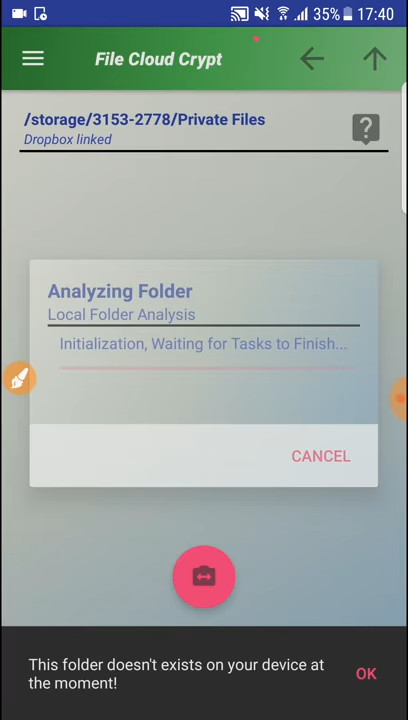 35% 17:40
File Cloud Crypt
/storage/3153-2778/Private Files
Dropbox linked
?
Analyzing Folder
Local Folder Analysis
Initialization, Waiting for Tasks to Finish...
CANCEL
This folder doesn't exists on your device at
the moment!
OK